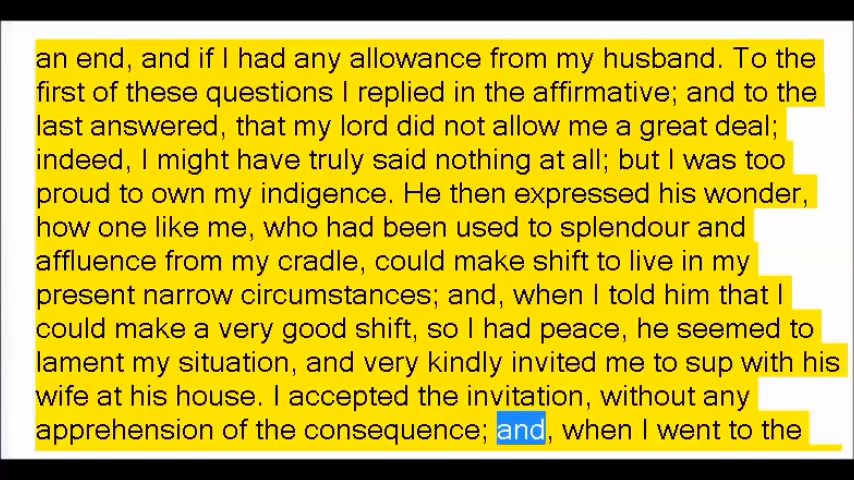 an end, and if I had any allowance from my husband. To the
first of these questions I replied in the affirmative; and to the
last answered, that my lord did not allow me a great deal;
indeed, I might have truly said nothing at all; but I was too
proud to own my indigence. He then expressed his wonder,
how one like me, who had been used to splendour and
affluence from my cradle, could make shift to live in my
present narrow circumstances; and, when I told him that I
could make a very good shift, so I had peace, he seemed to
lament my situation, and very kindly invited me to sup with his
wife at his house. I accepted the invitation, without any
apprehension of the consequence; and, when I went to the